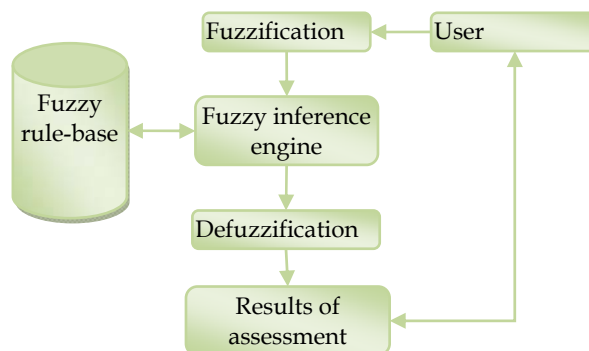 Fuzzification
User
Fuzzy
rule-base
Fuzzy inference
engine
Defuzzification
Results of
assessment